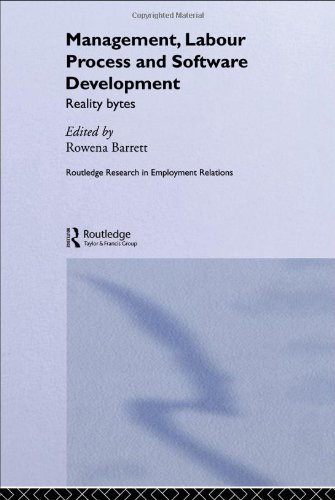 Copyrighted Material
Management, Labour
Process and Software
Development
Reality bytes
Edited by
Rowena Barrett
Routledge Research in Employment Relations
Routledge
Taylor & Francis Group
Copyrighted Material